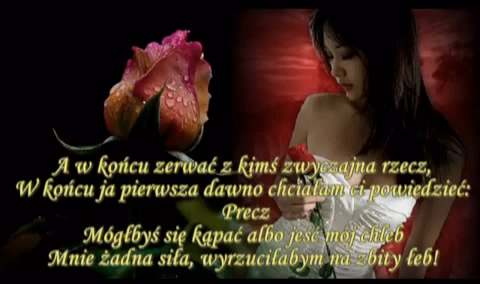 A w końcu zerwać z kimś zwyczajna rzecz,
W końcu ja pierwsza dawno chciałam ci powiedzieć:
Precz
Mógłbyś się kąpać albo jeść mój chleb
Mnie żadna siła, wyrzuciłabym na zbity łeb!